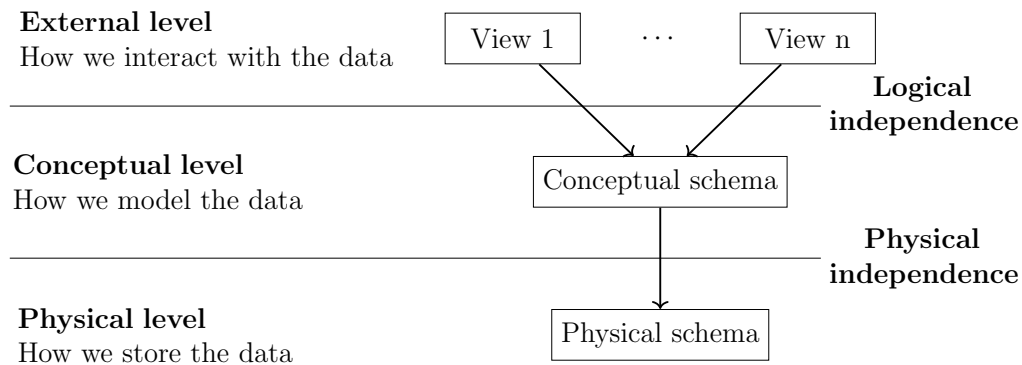 External level
How we interact with the data
View 1
...
View n
Logical
independence
Conceptual level
How we model the data
Conceptual schema
Physical
independence
Physical level
How we store the data
Physical schema